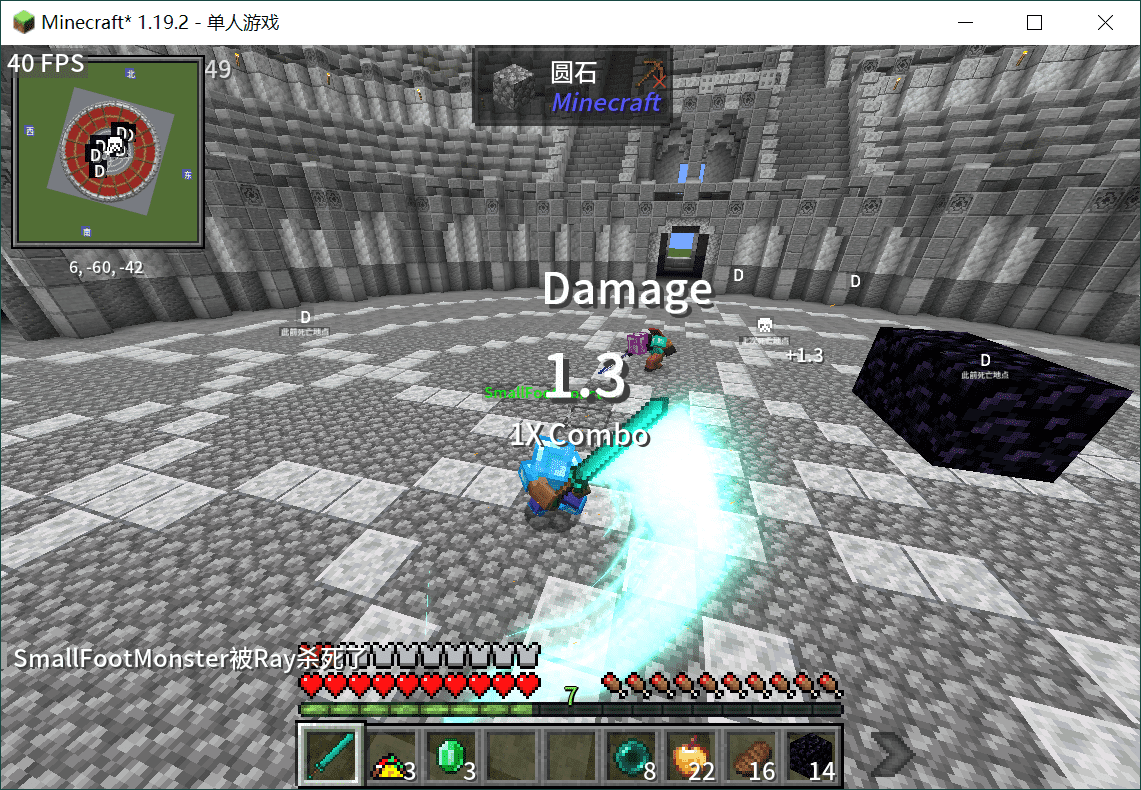 Minecraft* 1.19.2 - 单人游戏
40 FPS
49
北
西
东
南
D
D
D
D
6, -60, -42
圆石
Minecraft
Damage
1.3
1X Combo
+1.3
D
D
D
此前死亡地点
D
此前死亡地点
SmallFootMonster被Ray杀死了
7
3
3
8
22
16
14